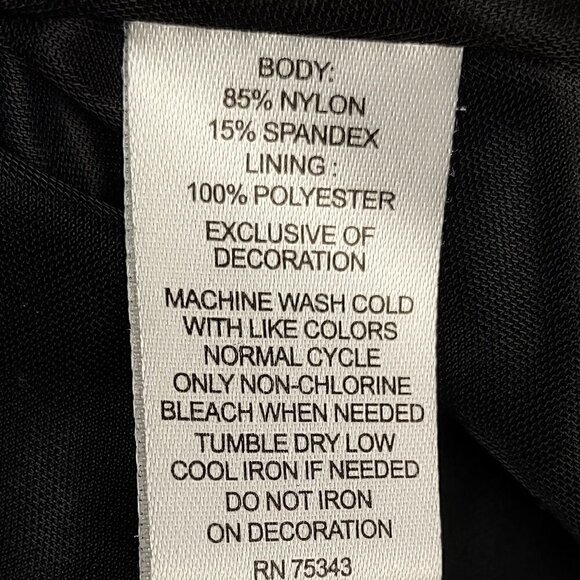 BODY:
85% NYLON
15% SPANDEX
LINING :
100% POLYESTER
EXCLUSIVE OF
DECORATION
MACHINE WASH COLD
WITH LIKE COLORS
NORMAL CYCLE
ONLY NON-CHLORINE
BLEACH WHEN NEEDED
TUMBLE DRY LOW
COOL IRON IF NEEDED
DO NOT IRON
ON DECORATION
RN 75343